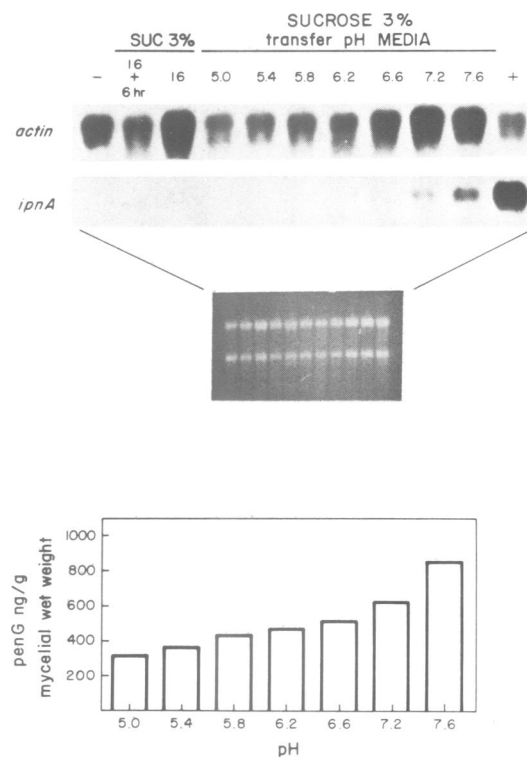 SUCROSE 3%
SUC 3% transfer pH MEDIA
16
- + 16 5.0 5.4 5.8 6.2 6.6 7.2 7.6 +
6 hr
actin
ipnA
1000
800
600
400
200
penG ng/g
mycelial wet weight
5.0 5.4 5.8 6.2 6.6 7.2 7.6
pH